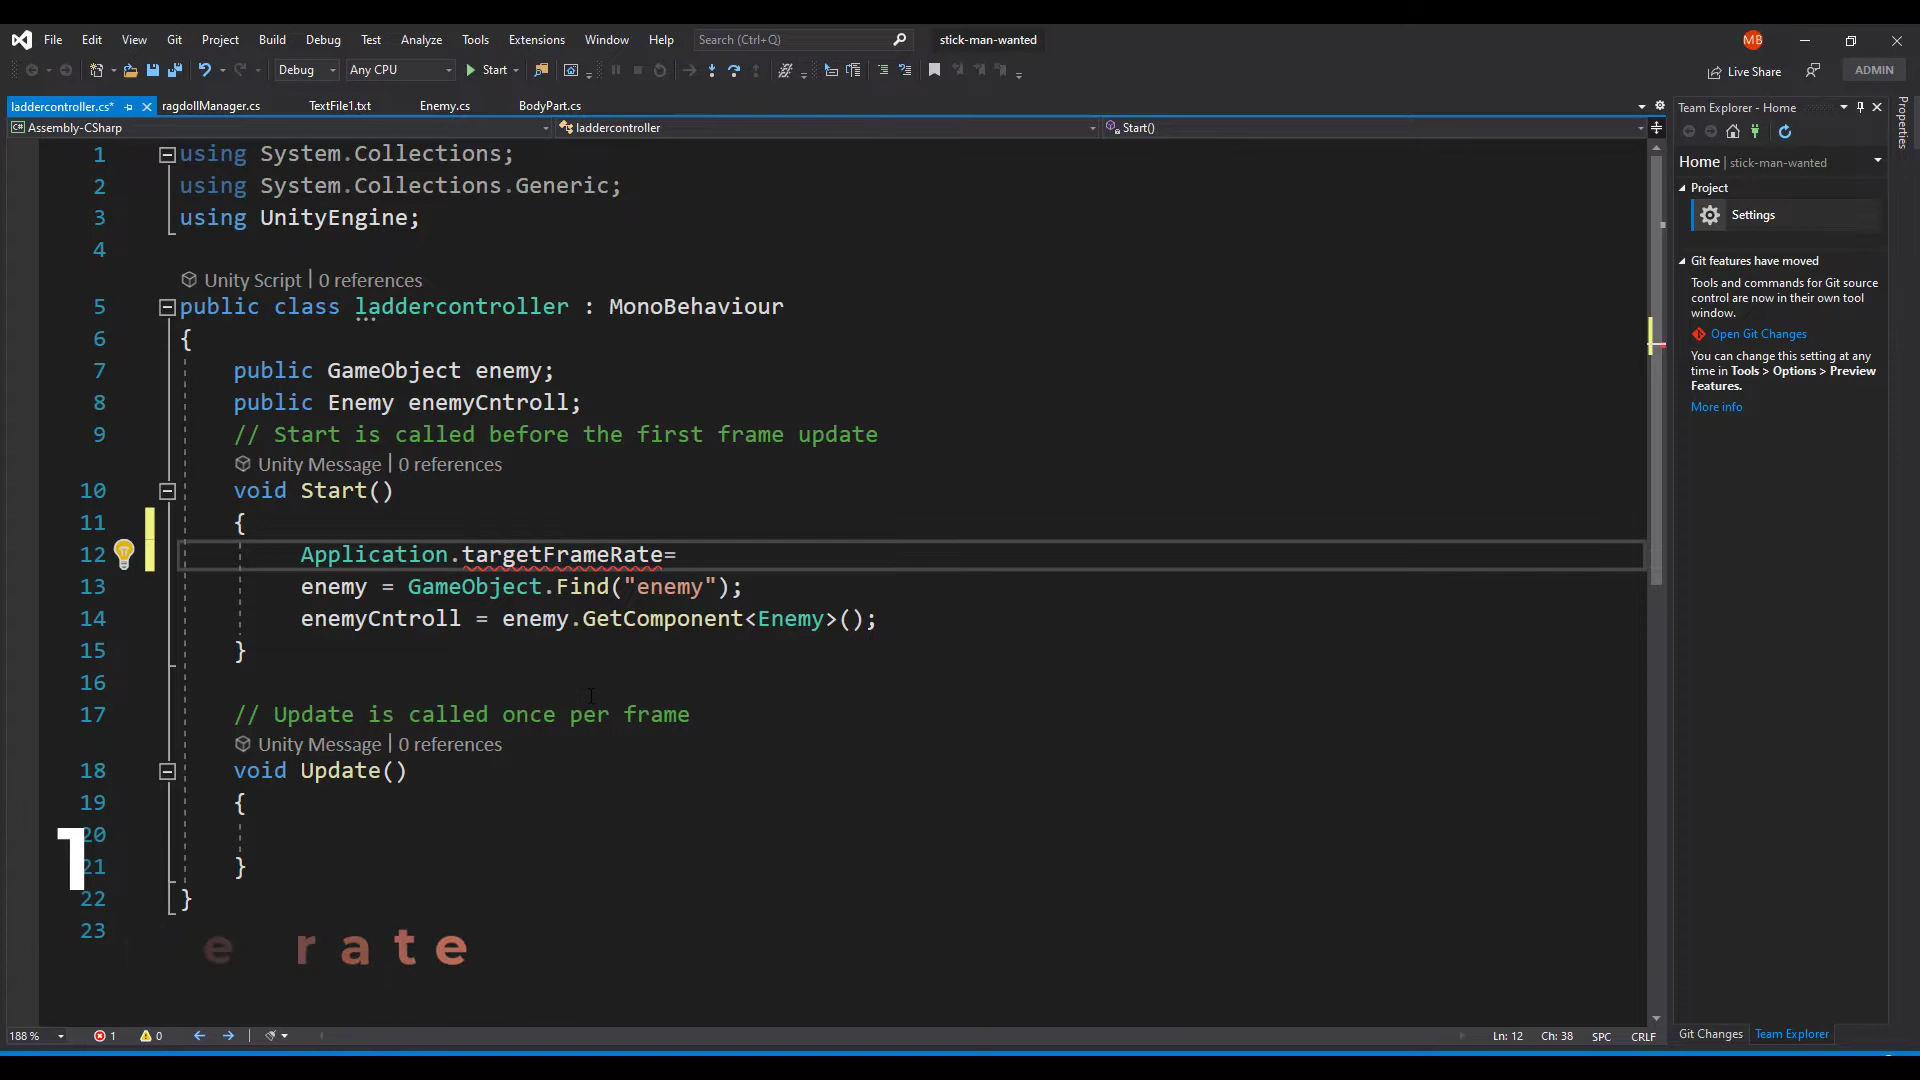 File Edit View Git Project Build Debug Test Analyze Tools Extensions Window Help Search (Ctrl+Q) stick-man-wanted MB
Debug Any CPU Start Live Share ADMIN
laddercontroller.cs* ragdollManager.cs TextFile1.txt Enemy.cs BodyPart.cs
Assembly-CSharp laddercontroller Start()
1 using System.Collections;
2 using System.Collections.Generic;
3 using UnityEngine;
4
Unity Script | 0 references
5 public class laddercontroller : MonoBehaviour
6 {
7 public GameObject enemy;
8 public Enemy enemyCntroll;
9 // Start is called before the first frame update
Unity Message | 0 references
10 void Start()
11 {
12 Application.targetFrameRate=
13 enemy = GameObject.Find("enemy");
14 enemyCntroll = enemy.GetComponent<Enemy>();
15 }
16
17 // Update is called once per frame
Unity Message | 0 references
18 void Update()
19 {
20
21 }
22 }
23
1
e rate
188 % 1 0 Ln: 12 Ch: 38 SPC CRLF
Team Explorer - Home
Home | stick-man-wanted
Project
Settings
Git features have moved
Tools and commands for Git source
control are now in their own tool
window.
Open Git Changes
You can change this setting at any
time in Tools > Options > Preview
Features.
More info
Git Changes Team Explorer
Properties